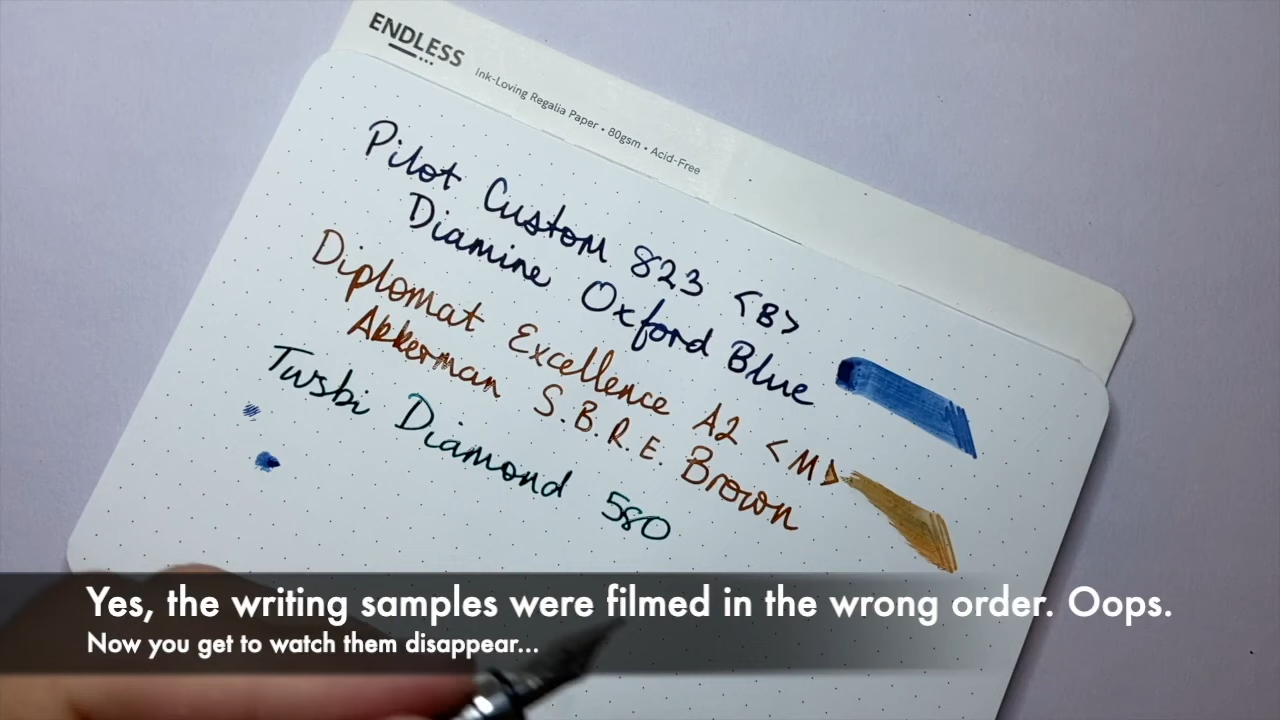 ENDLESS
Ink-Loving Regalia Paper • 80gsm • Acid-Free
Pilot Custom 823 <B>
Diamine Oxford Blue
Diplomat Excellence A2 <M>
Akkerman S.B.R.E. Brown
Twsbi Diamond 580
Yes, the writing samples were filmed in the wrong order. Oops.
Now you get to watch them disappear...